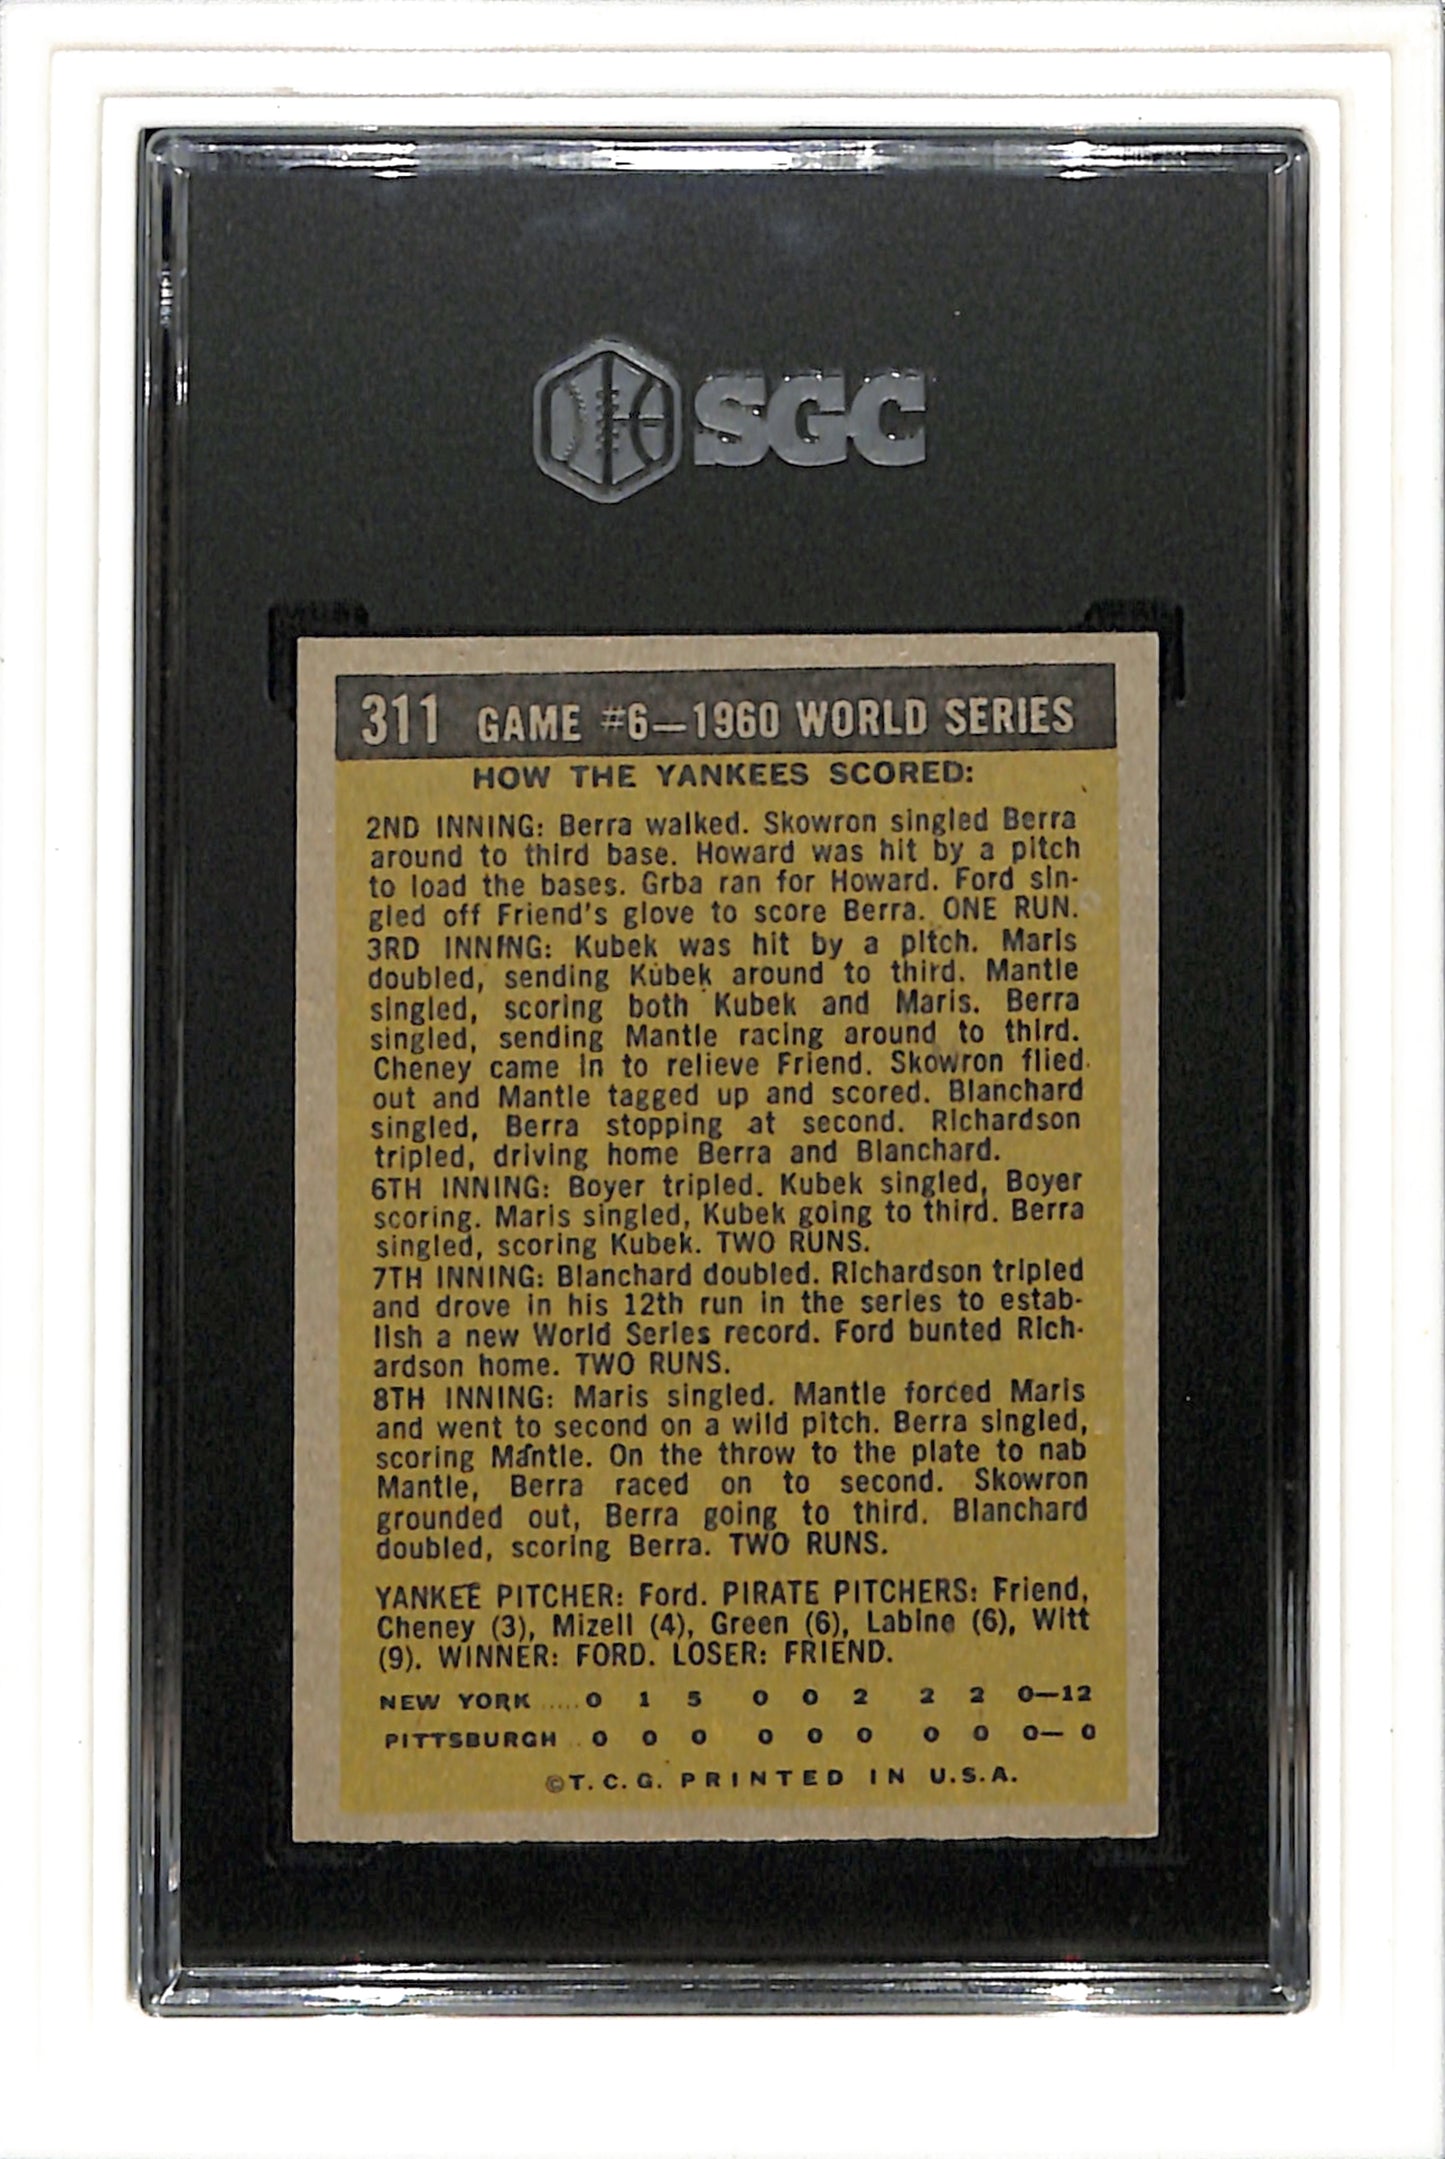 SGC
311 GAME #6—1960 WORLD SERIES
HOW THE YANKEES SCORED:
2ND INNING: Berra walked. Skowron singled Berra
around to third base. Howard was hit by a pitch
to load the bases. Grba ran for Howard. Ford sin-
gled off Friend's glove to score Berra. ONE RUN.
3RD INNING: Kubek was hit by a pitch. Maris
doubled, sending Kubek around to third. Mantle
singled, scoring both Kubek and Maris. Berra
singled, sending Mantle racing around to third.
Cheney came in to relieve Friend. Skowron flied
out and Mantle tagged up and scored. Blanchard
singled, Berra stopping at second. Richardson
tripled, driving home Berra and Blanchard.
6TH INNING: Boyer tripled. Kubek singled, Boyer
scoring. Maris singled, Kubek going to third. Berra
singled, scoring Kubek. TWO RUNS.
7TH INNING: Blanchard doubled. Richardson tripled
and drove in his 12th run in the series to estab-
lish a new World Series record. Ford bunted Rich-
ardson home. TWO RUNS.
8TH INNING: Maris singled. Mantle forced Maris
and went to second on a wild pitch. Berra singled,
scoring Mantle. On the throw to the plate to nab
Mantle, Berra raced on to second. Skowron
grounded out, Berra going to third. Blanchard
doubled, scoring Berra. TWO RUNS.
YANKEE PITCHER: Ford. PIRATE PITCHERS: Friend,
Cheney (3), Mizell (4), Green (6), Labine (6), Witt
(9). WINNER: FORD. LOSER: FRIEND.
NEW YORK ..... 0 1 5 0 0 2 2 2 0—12
PITTSBURGH .. 0 0 0 0 0 0 0 0 0— 0
©T.C.G. PRINTED IN U.S.A.